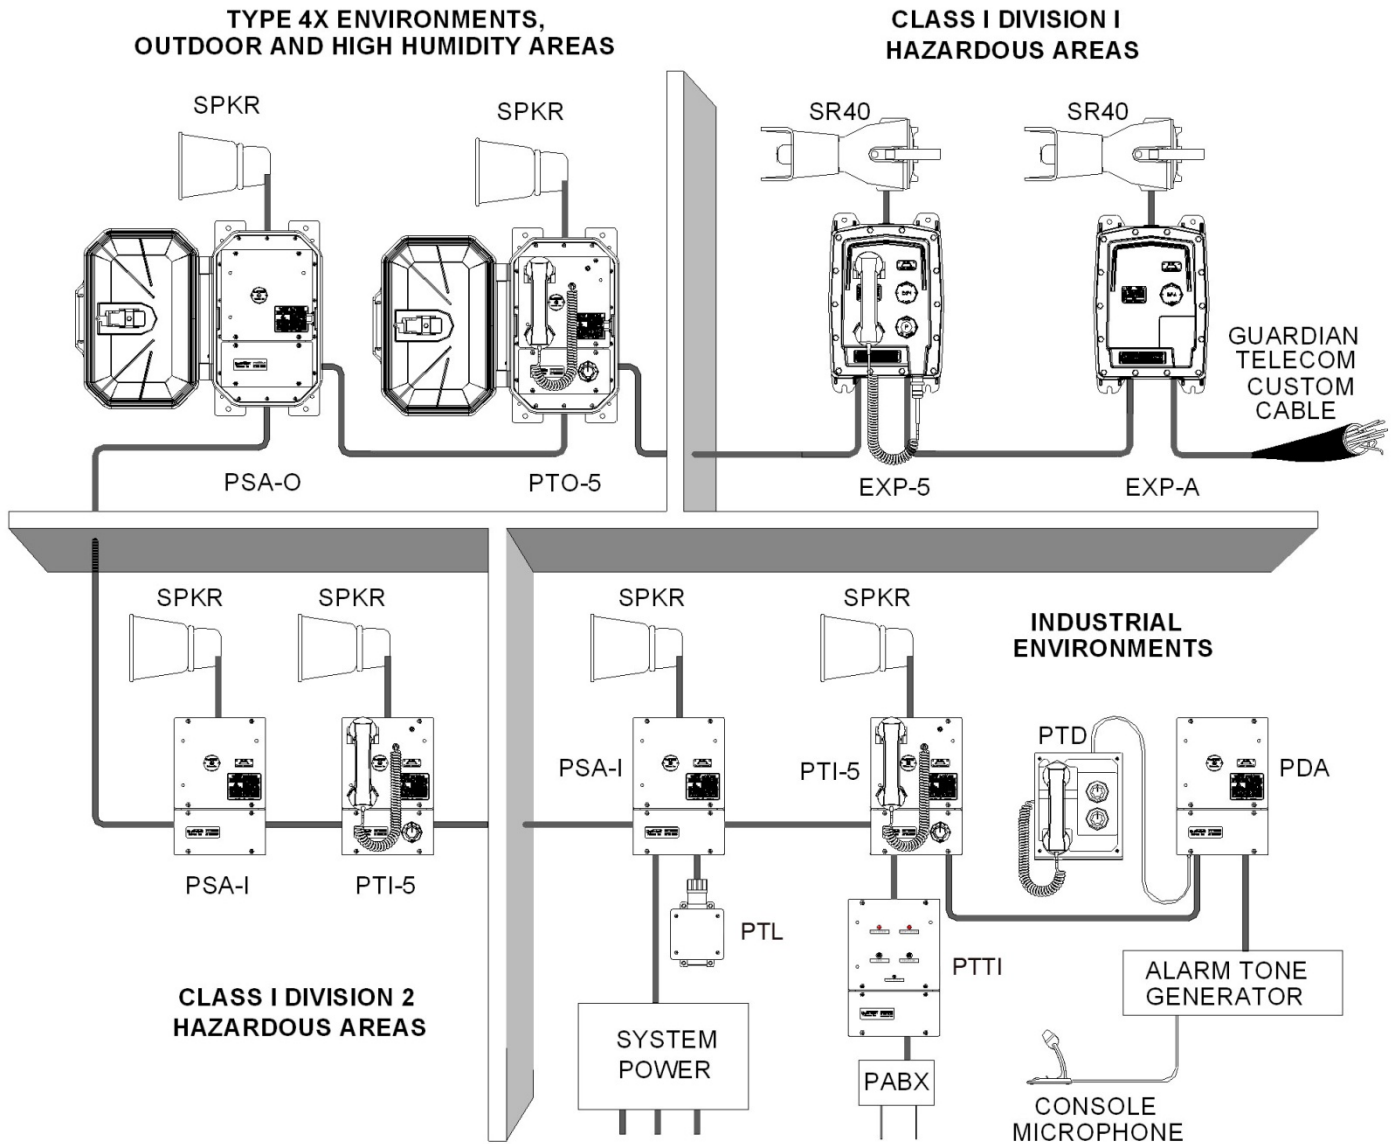 TYPE 4X ENVIRONMENTS,
OUTDOOR AND HIGH HUMIDITY AREAS
CLASS I DIVISION I
HAZARDOUS AREAS
SPKR
SPKR
SR40
SR40
GUARDIAN
TELECOM
CUSTOM
CABLE
PSA-O
PTO-5
EXP-5
EXP-A
SPKR
SPKR
SPKR
SPKR
INDUSTRIAL
ENVIRONMENTS
PSA-I
PTI-5
PTD
PDA
PSA-I
PTI-5
PTL
PTTI
ALARM TONE
GENERATOR
CLASS I DIVISION 2
HAZARDOUS AREAS
SYSTEM
POWER
PABX
CONSOLE
MICROPHONE